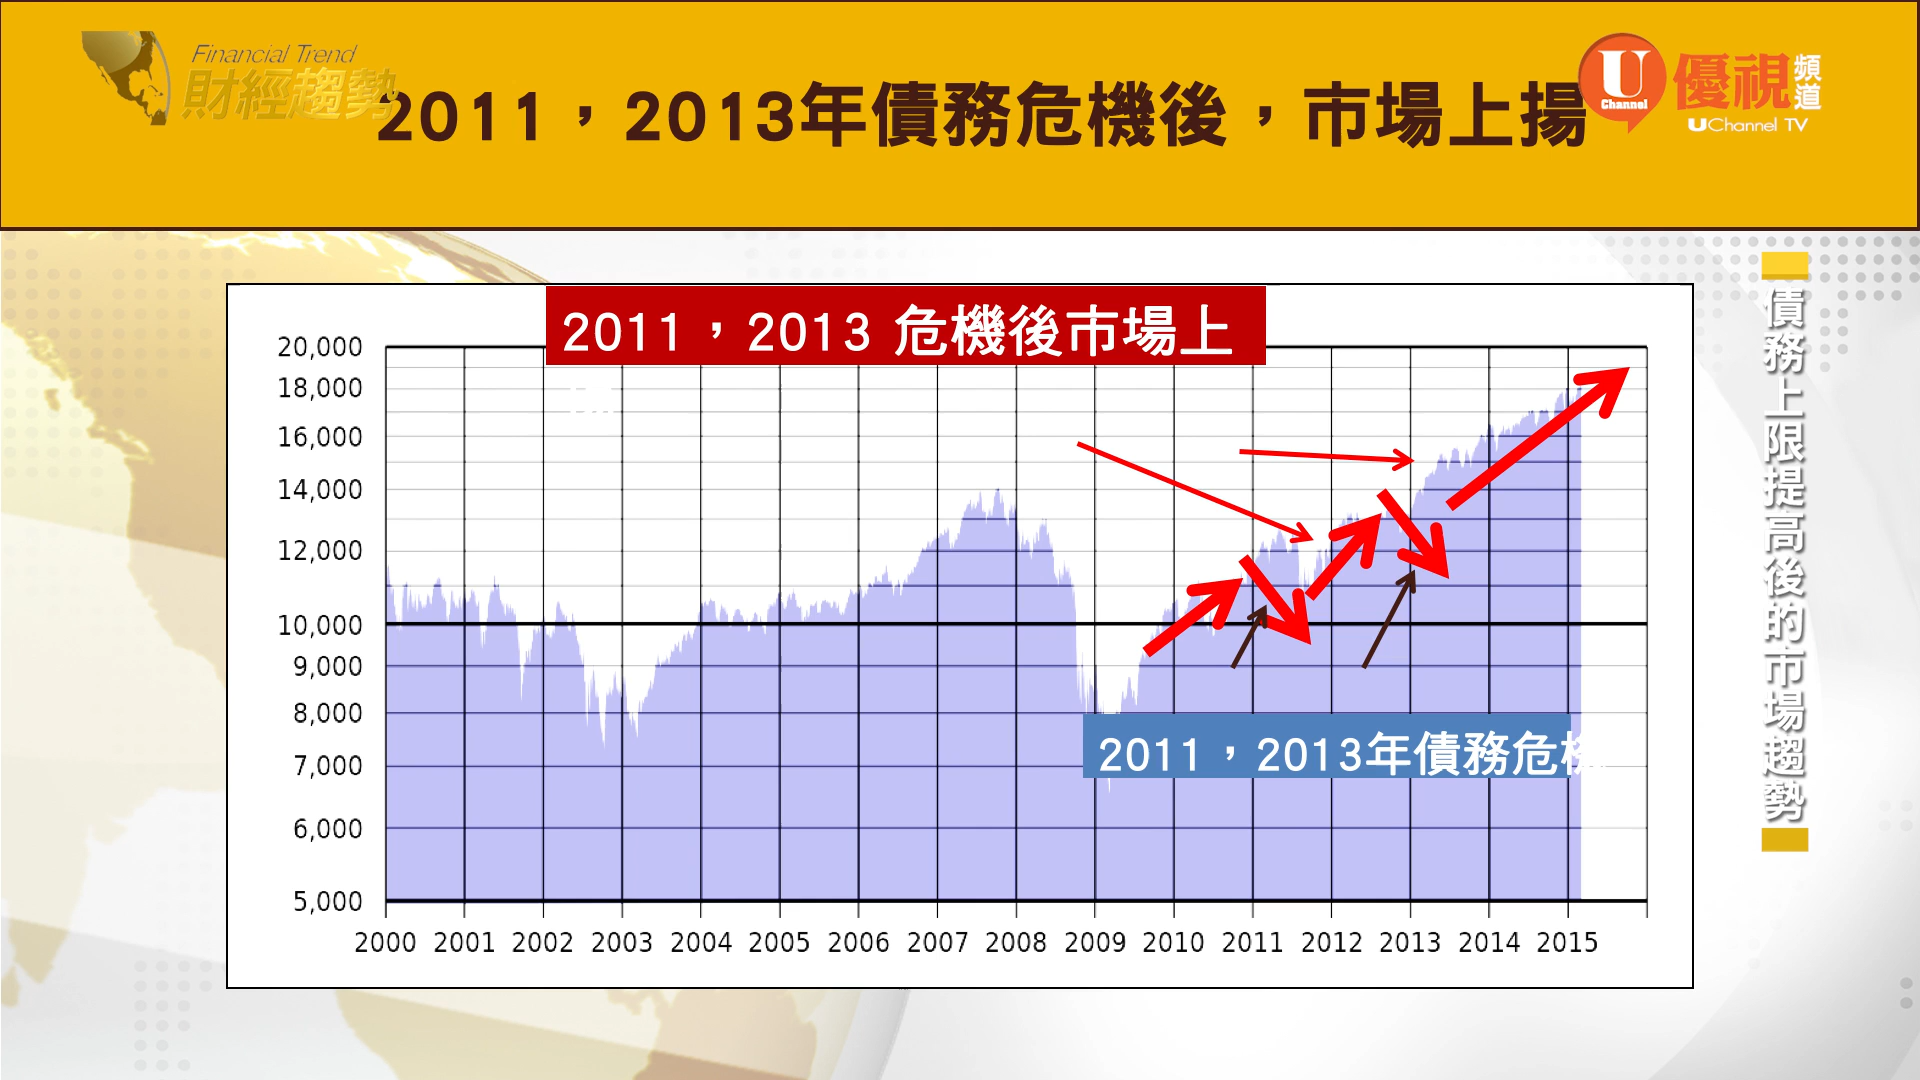 Financial Trend
財經趨勢
2011，2013年債務危機後，市場上揚
U
Channel
優視
頻道
UChannel TV
2011，2013 危機後市場上
20,000
18,000
16,000
14,000
12,000
10,000
9,000
8,000
7,000
6,000
5,000
2011，2013年債務危機
2000 2001 2002 2003 2004 2005 2006 2007 2008 2009 2010 2011 2012 2013 2014 2015
債務上限提高後的市場趨勢